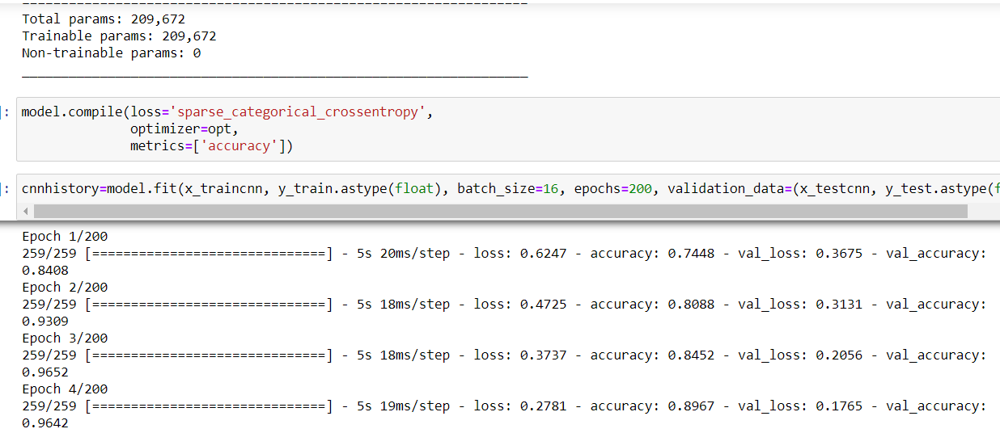 Total params: 209,672
Trainable params: 209,672
Non-trainable params: 0
_________________________________________________________________
]: model.compile(loss='sparse_categorical_crossentropy',
              optimizer=opt,
              metrics=['accuracy'])
]: cnnhistory=model.fit(x_traincnn, y_train.astype(float), batch_size=16, epochs=200, validation_data=(x_testcnn, y_test.astype(f
Epoch 1/200
259/259 [==============================] - 5s 20ms/step - loss: 0.6247 - accuracy: 0.7448 - val_loss: 0.3675 - val_accuracy:
0.8408
Epoch 2/200
259/259 [==============================] - 5s 18ms/step - loss: 0.4725 - accuracy: 0.8088 - val_loss: 0.3131 - val_accuracy:
0.9309
Epoch 3/200
259/259 [==============================] - 5s 18ms/step - loss: 0.3737 - accuracy: 0.8452 - val_loss: 0.2056 - val_accuracy:
0.9652
Epoch 4/200
259/259 [==============================] - 5s 19ms/step - loss: 0.2781 - accuracy: 0.8967 - val_loss: 0.1765 - val_accuracy:
0.9642